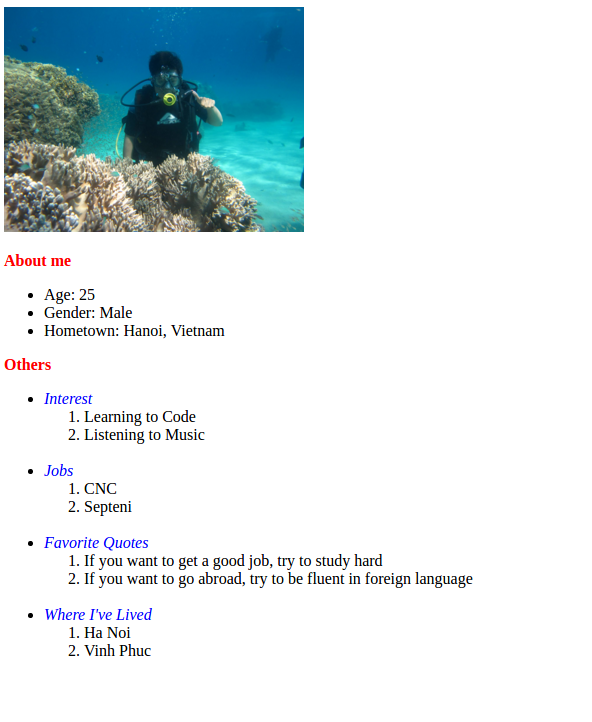 About me
Age: 25
Gender: Male
Hometown: Hanoi, Vietnam
Others
Interest
1. Learning to Code
2. Listening to Music
Jobs
1. CNC
2. Septeni
Favorite Quotes
1. If you want to get a good job, try to study hard
2. If you want to go abroad, try to be fluent in foreign language
Where I've Lived
1. Ha Noi
2. Vinh Phuc